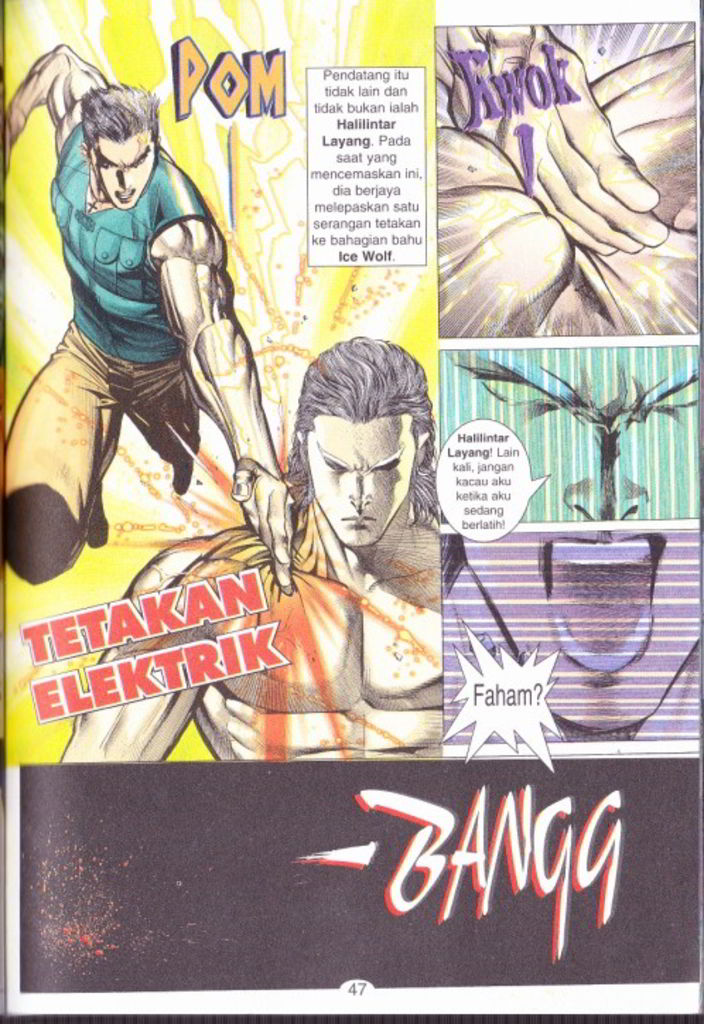 POM
Pendatang itu
tidak lain dan
tidak bukan ialah
Halilintar
Layang. Pada
saat yang
mencemaskan ini,
dia berjaya
melepaskan satu
serangan tetakan
ke bahagian bahu
Ice Wolf.
Kwok
!
TETAKAN
ELEKTRIK
Halilintar
Layang! Lain
kali, jangan
kacau aku
ketika aku
sedang
berlatih!
Faham?
BANGG
47